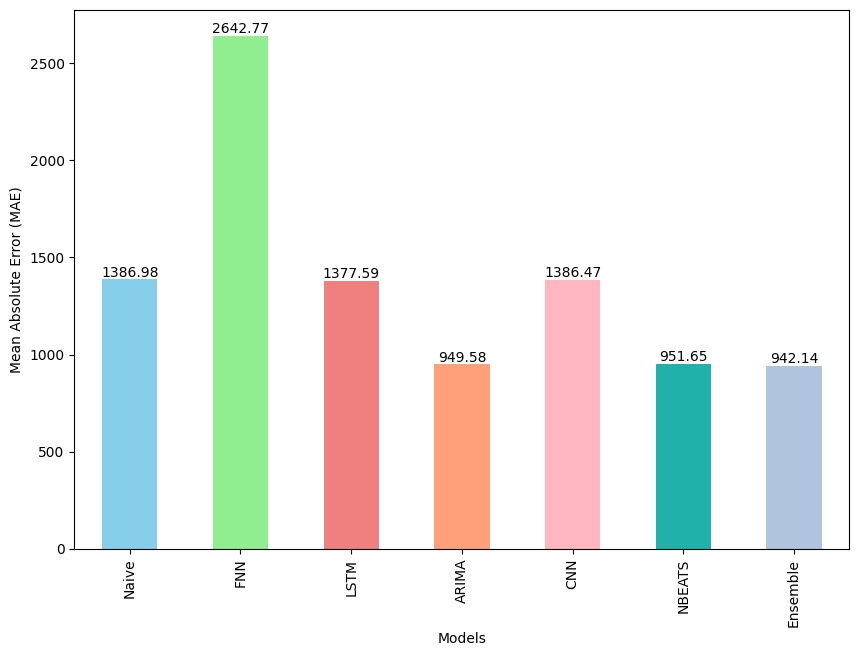 2642.77
2500
2000
1500
1386.98
1377.59
1386.47
1000
949.58
951.65
942.14
500
0
Mean Absolute Error (MAE)
Naive
FNN
LSTM
ARIMA
CNN
NBEATS
Ensemble
Models